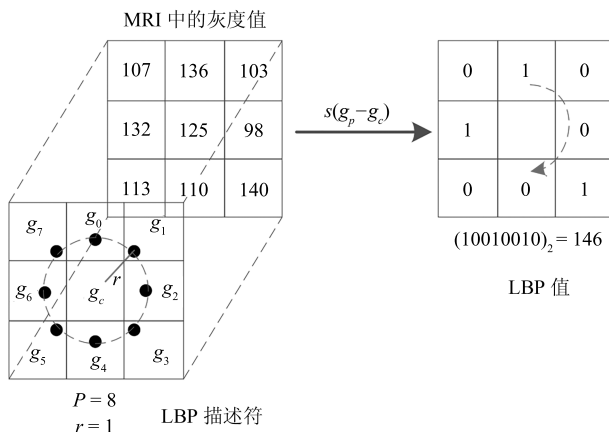 MRI 中的灰度值
107 136 103
132 125 98
113 110 140
s(gₚ−g꜀)
0 1 0
1 0
0 0 1
(10010010)₂ = 146
LBP 值
g₇ g₀ g₁
g₆ g꜀ r g₂
g₅ g₄ g₃
P = 8
r = 1
LBP 描述符